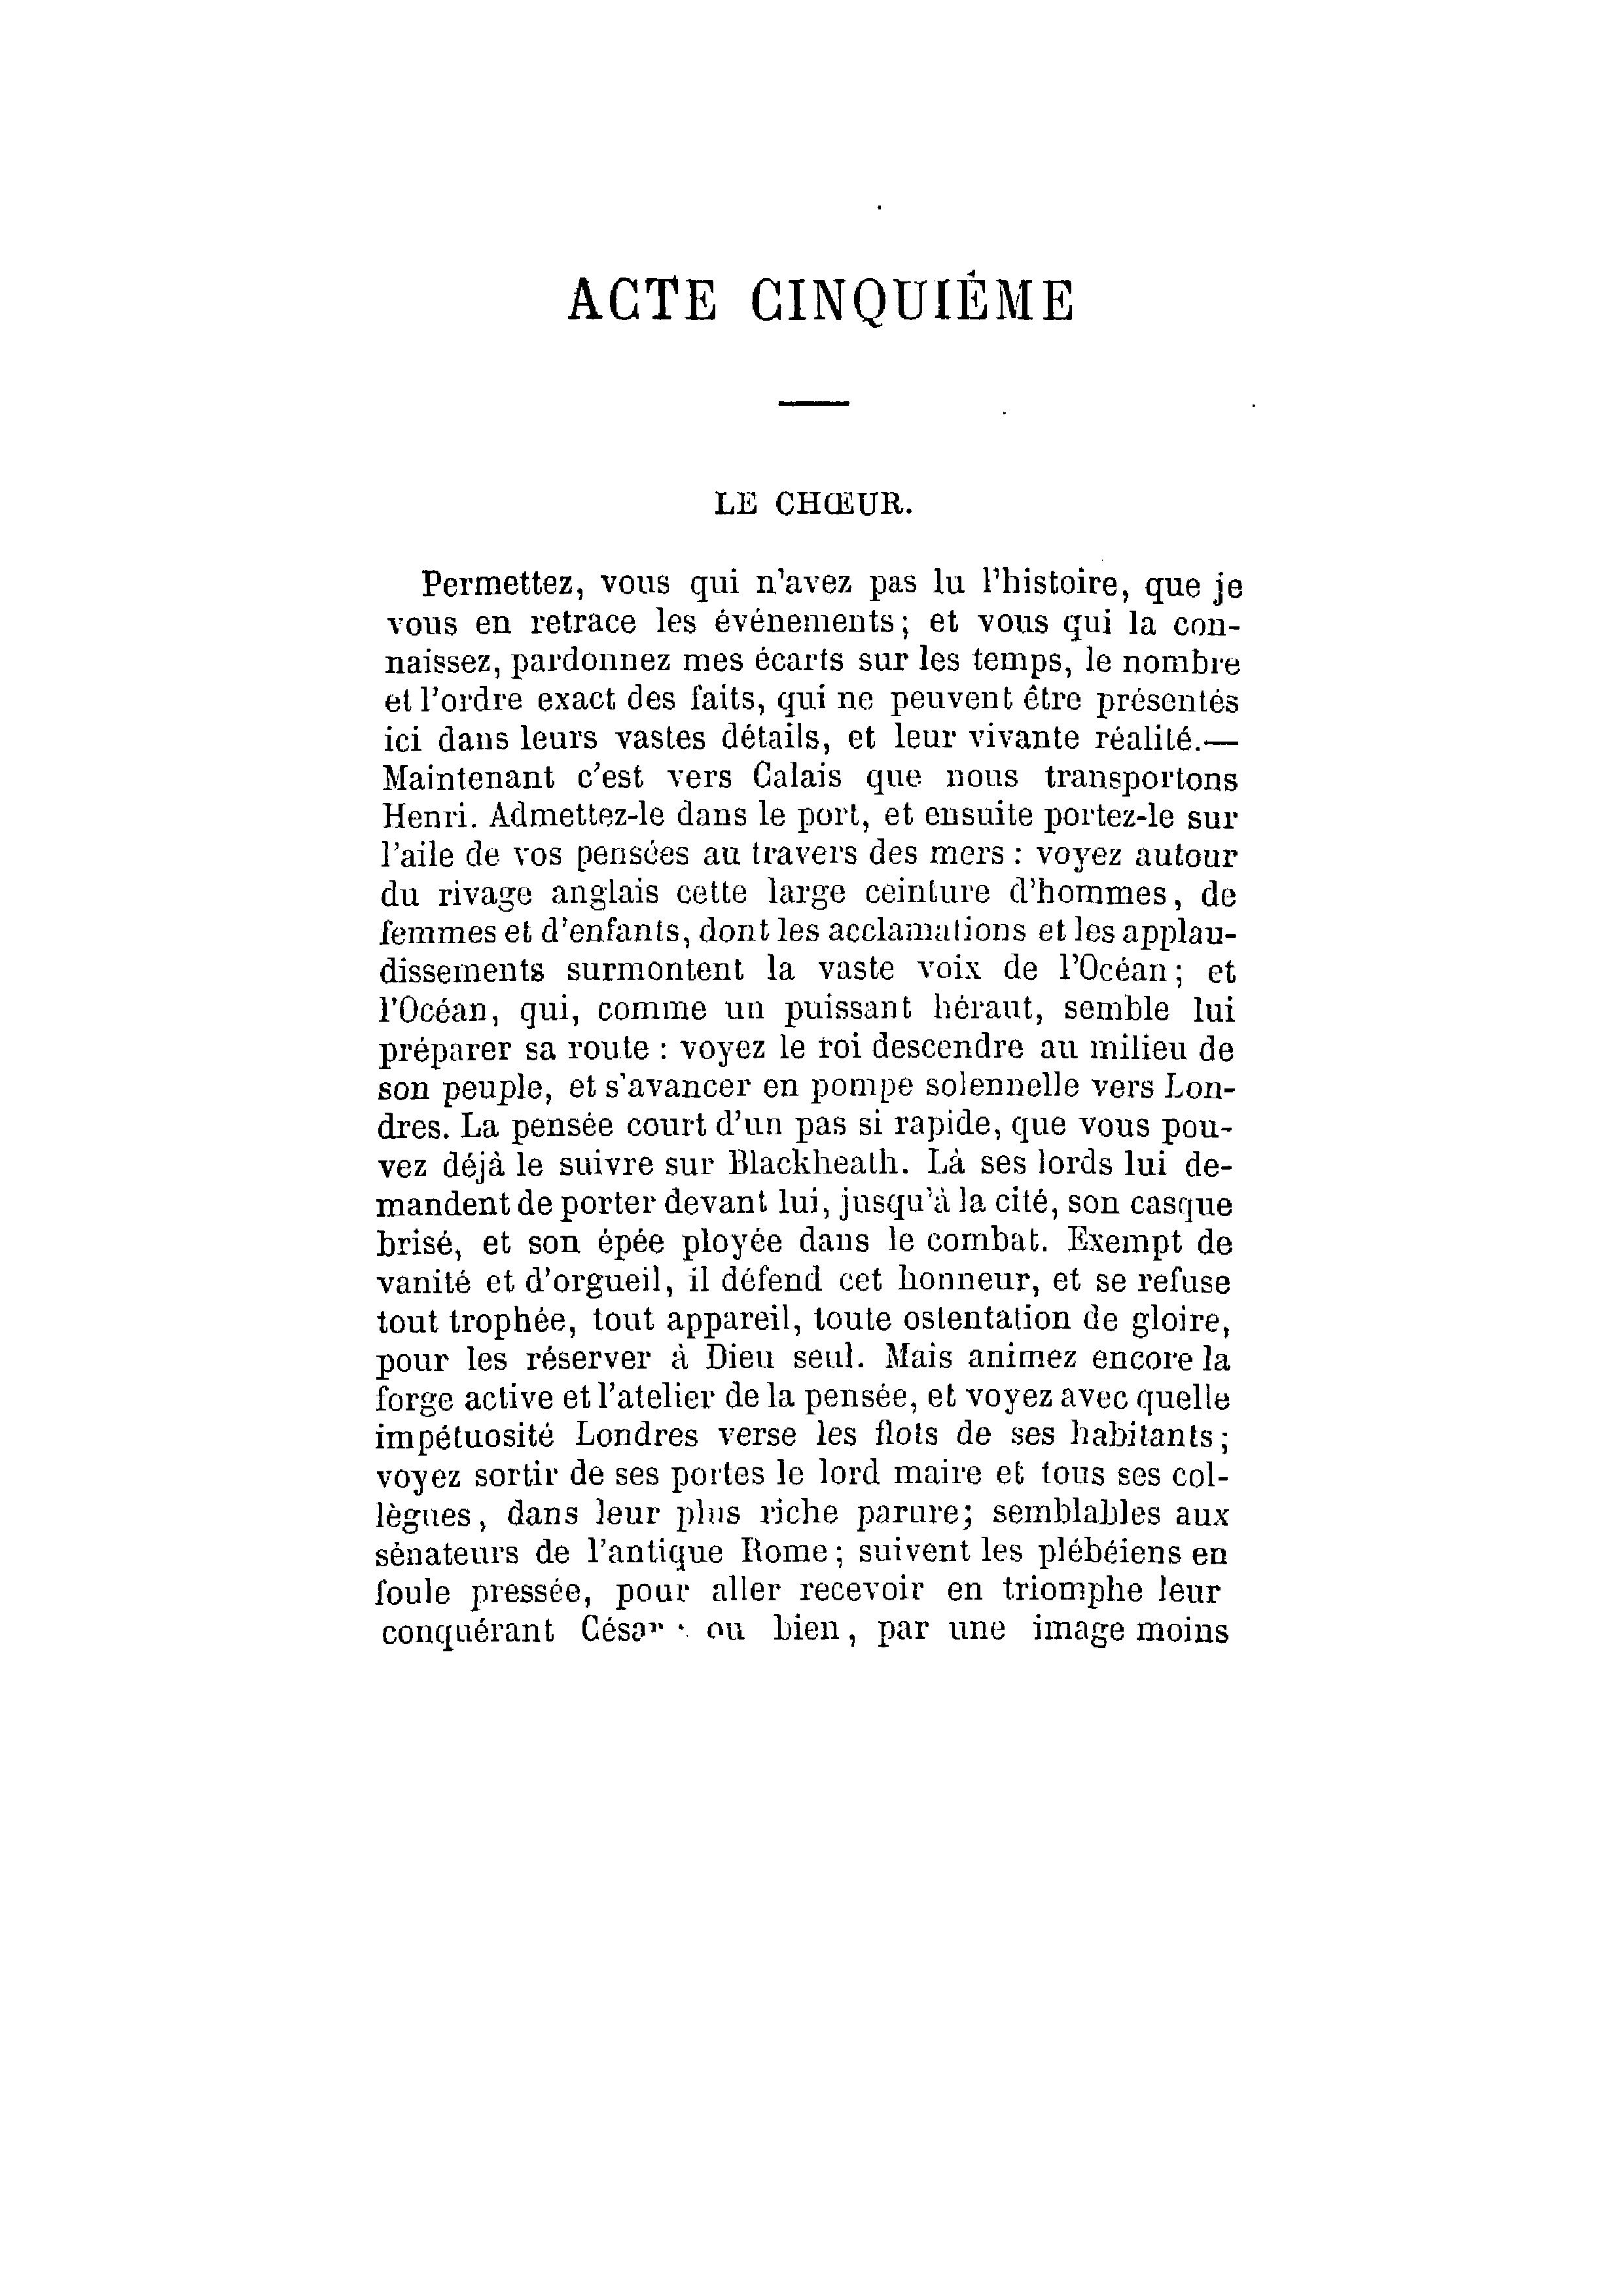 ACTE CINQUIÈME
LE CHŒUR.
Permettez, vous qui n'avez pas lu l'histoire, que je
vous en retrace les événements; et vous qui la con-
naissez, pardonnez mes écarts sur les temps, le nombre
et l'ordre exact des faits, qui ne peuvent être présentés
ici dans leurs vastes détails, et leur vivante réalité.—
Maintenant c'est vers Calais que nous transportons
Henri. Admettez-le dans le port, et ensuite portez-le sur
l'aile de vos pensées au travers des mers : voyez autour
du rivage anglais cette large ceinture d'hommes, de
femmes et d'enfants, dont les acclamations et les applau-
dissements surmontent la vaste voix de l'Océan; et
l'Océan, qui, comme un puissant héraut, semble lui
préparer sa route : voyez le roi descendre au milieu de
son peuple, et s'avancer en pompe solennelle vers Lon-
dres. La pensée court d'un pas si rapide, que vous pou-
vez déjà le suivre sur Blackheath. Là ses lords lui de-
mandent de porter devant lui, jusqu'à la cité, son casque
brisé, et son épée ployée dans le combat. Exempt de
vanité et d'orgueil, il défend cet honneur, et se refuse
tout trophée, tout appareil, toute ostentation de gloire,
pour les réserver à Dieu seul. Mais animez encore la
forge active et l'atelier de la pensée, et voyez avec quelle
impétuosité Londres verse les flots de ses habitants;
voyez sortir de ses portes le lord maire et tous ses col-
lègues, dans leur plus riche parure; semblables aux
sénateurs de l'antique Rome; suivent les plébéiens en
foule pressée, pour aller recevoir en triomphe leur
conquérant César : ou bien, par une image moins